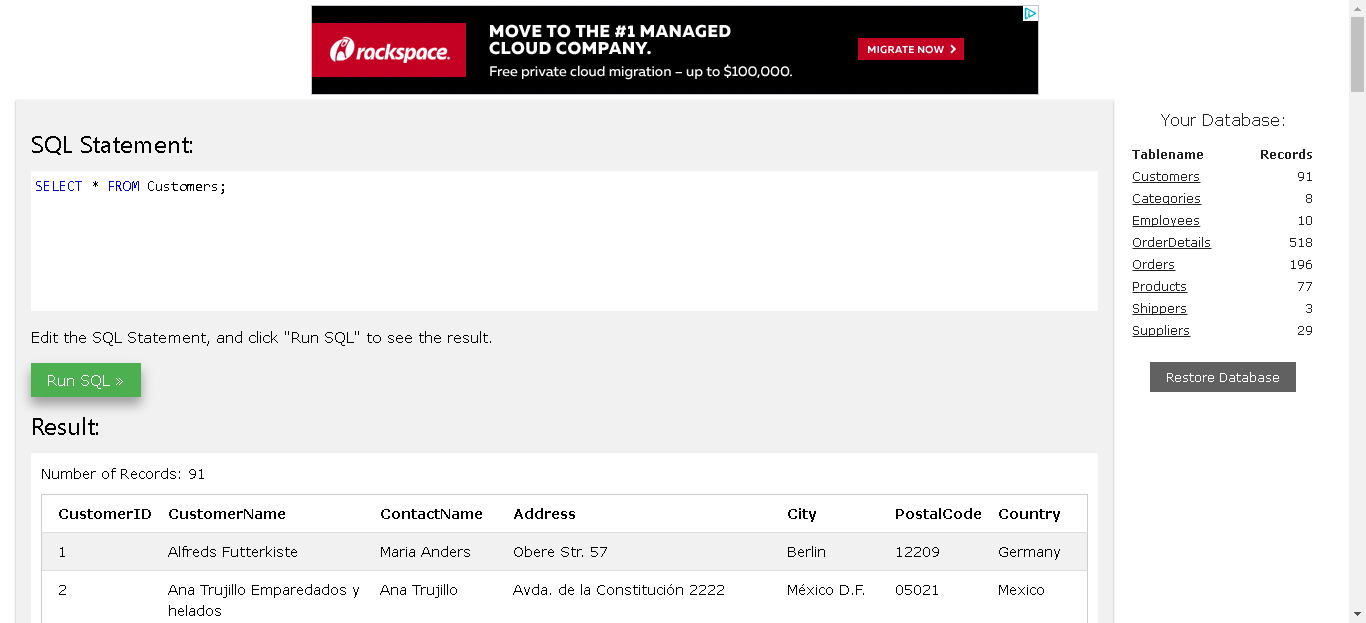 rackspace.
MOVE TO THE #1 MANAGED
CLOUD COMPANY.
Free private cloud migration – up to $100,000.
MIGRATE NOW
SQL Statement:
SELECT * FROM Customers;
Edit the SQL Statement, and click "Run SQL" to see the result.
Run SQL »
Result:
Number of Records: 91
CustomerID CustomerName ContactName Address City PostalCode Country
1 Alfreds Futterkiste Maria Anders Obere Str. 57 Berlin 12209 Germany
2 Ana Trujillo Emparedados y Ana Trujillo Avda. de la Constitución 2222 México D.F. 05021 Mexico
helados
Your Database:
Tablename Records
Customers 91
Categories 8
Employees 10
OrderDetails 518
Orders 196
Products 77
Shippers 3
Suppliers 29
Restore Database